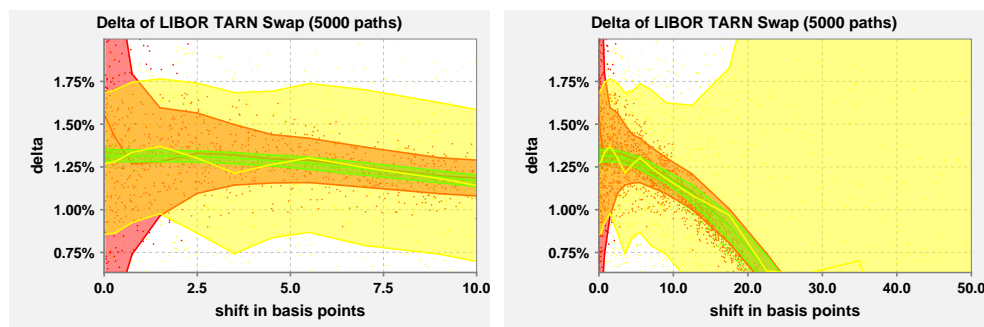 Delta of LIBOR TARN Swap (5000 paths)
delta
1.75%
1.50%
1.25%
1.00%
0.75%
0.0 2.5 5.0 7.5 10.0
shift in basis points
Delta of LIBOR TARN Swap (5000 paths)
delta
1.75%
1.50%
1.25%
1.00%
0.75%
0.0 10.0 20.0 30.0 40.0 50.0
shift in basis points